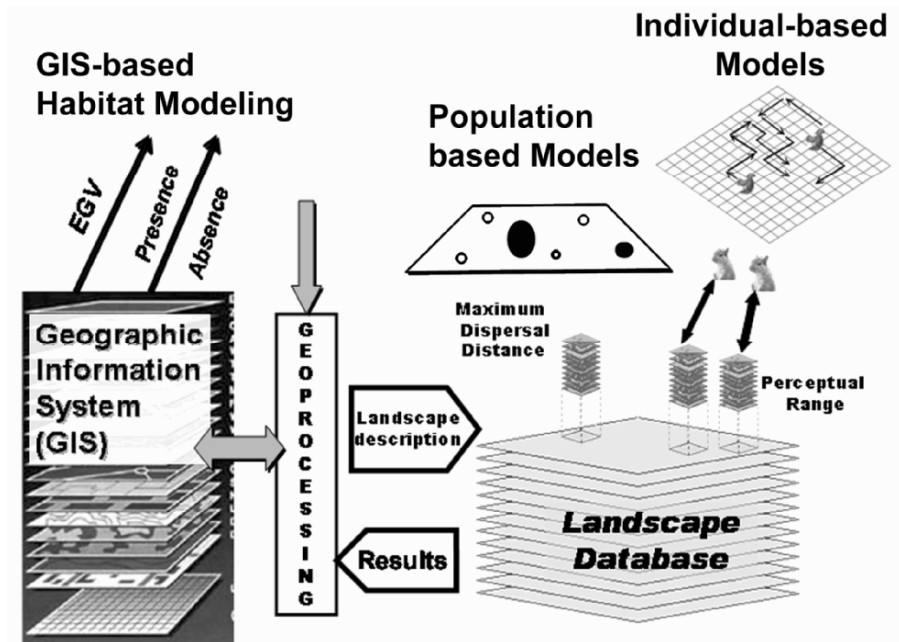 GIS-based
Habitat Modeling
Individual-based
Models
Population
based Models
EGV
Presence
Absence
Geographic
Information
System
(GIS)
GEOPROCESSING
Landscape
description
Results
Maximum
Dispersal
Distance
Perceptual
Range
Landscape
Database